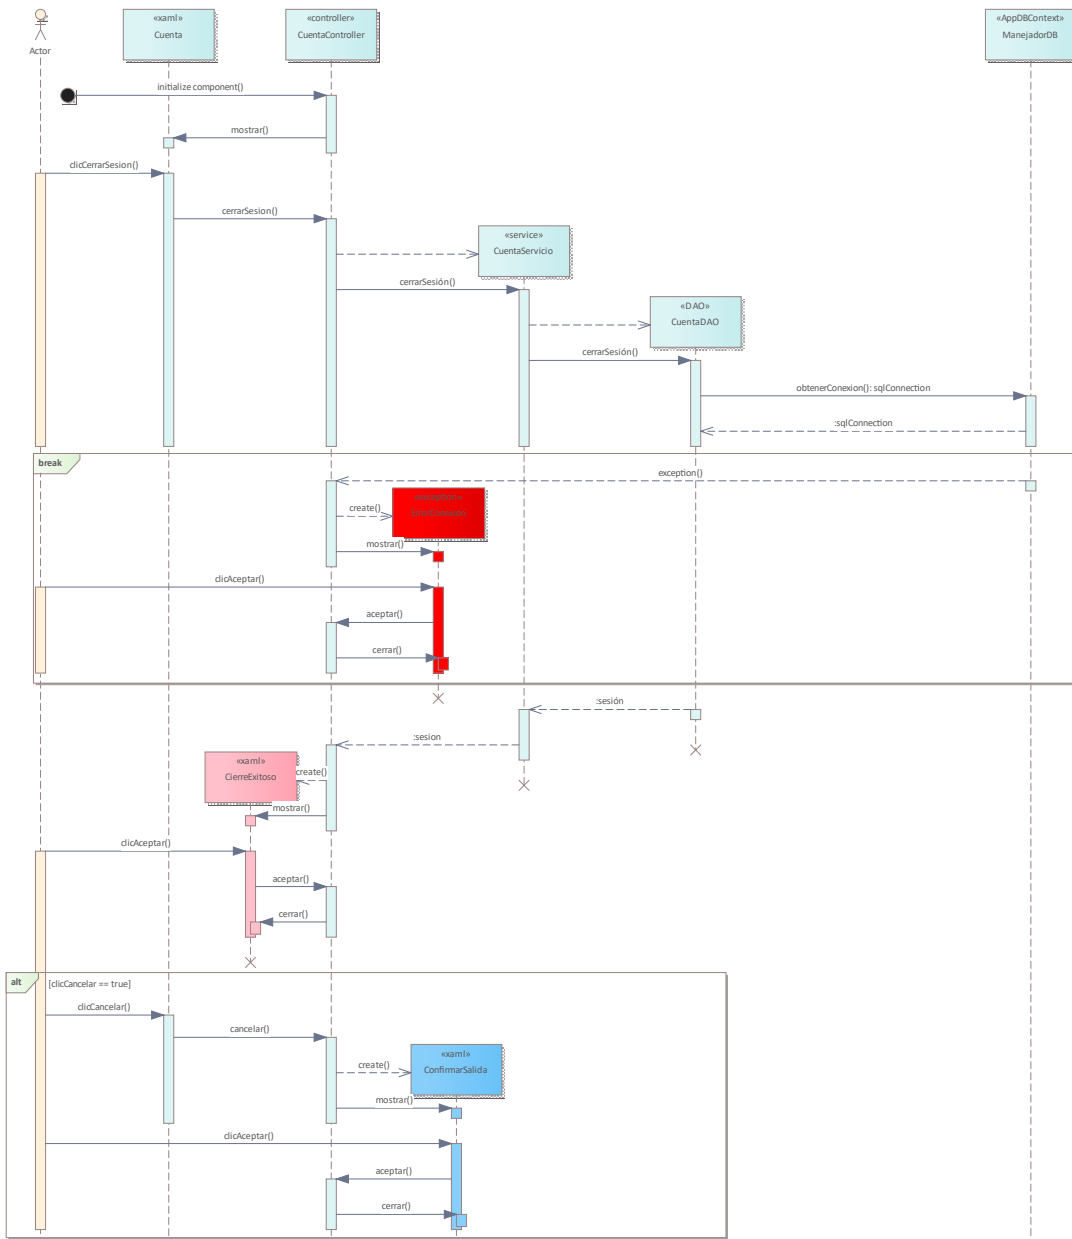 «xaml»
Cuenta
«controller»
CuentaController
«AppDBContext»
ManejadorDB
Actor
initialize component()
mostrar()
clicCerrarSesion()
cerrarSesion()
«service»
CuentaServicio
cerrarSesión()
«DAO»
CuentaDAO
cerrarSesión()
obtenerConexion(): sqlConnection
:sqlConnection
break
exception()
«exception»
ErrorConexion
create()
mostrar()
clicAceptar()
aceptar()
cerrar()
:sesión
:sesion
«xaml»
CierreExitoso
create()
mostrar()
clicAceptar()
aceptar()
cerrar()
alt
[clicCancelar == true]
clicCancelar()
cancelar()
«xaml»
ConfirmarSalida
create()
mostrar()
clicAceptar()
aceptar()
cerrar()